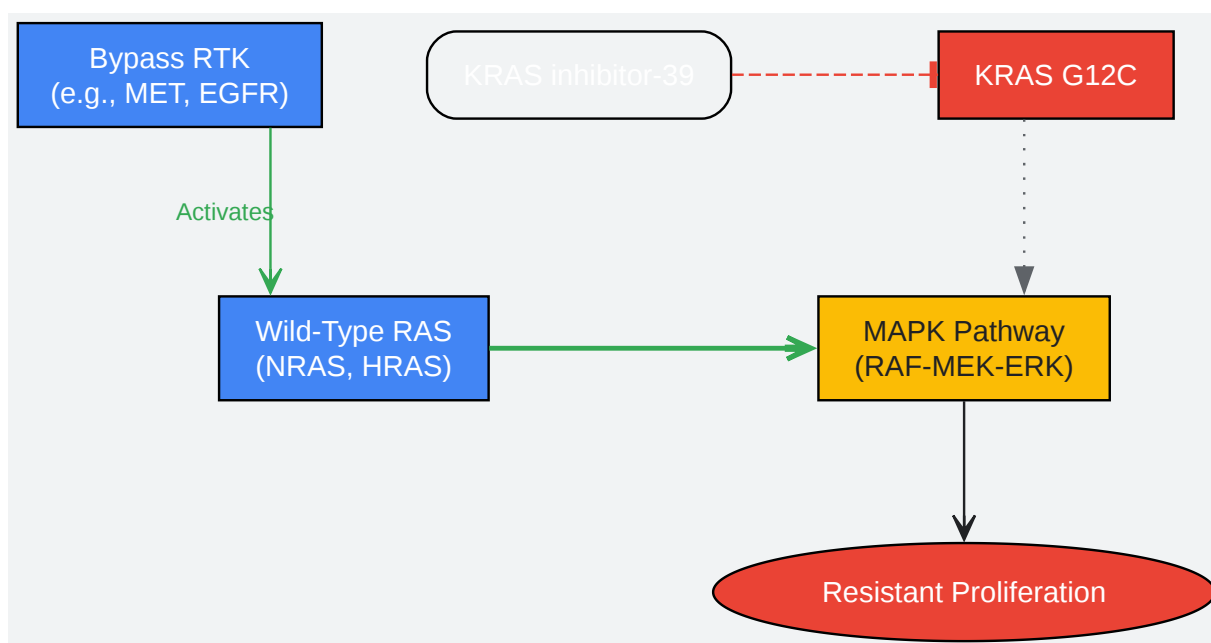 Bypass RTK
(e.g., MET, EGFR)
KRAS inhibitor-39
KRAS G12C
Activates
Wild-Type RAS
(NRAS, HRAS)
MAPK Pathway
(RAF-MEK-ERK)
Resistant Proliferation